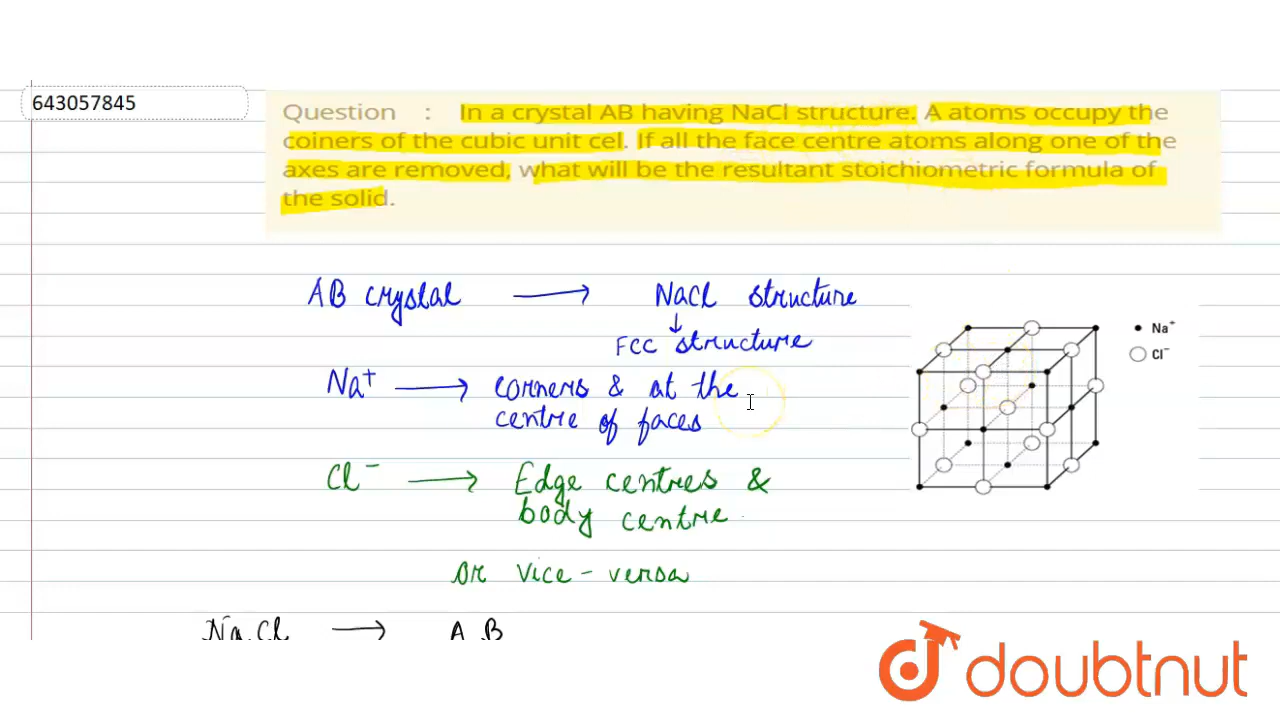 643057845
Question : In a crystal AB having NaCl structure. A atoms occupy the
coiners of the cubic unit cel. If all the face centre atoms along one of the
axes are removed, what will be the resultant stoichiometric formula of
the solid.
AB crystal → NaCl structure
↓
FCC structure
Na⁺
Cl⁻
Na⁺ → corners & at the
centre of faces
Cl⁻ → Edge centres &
body centre
or vice-versa
NaCl → AB
doubtnut